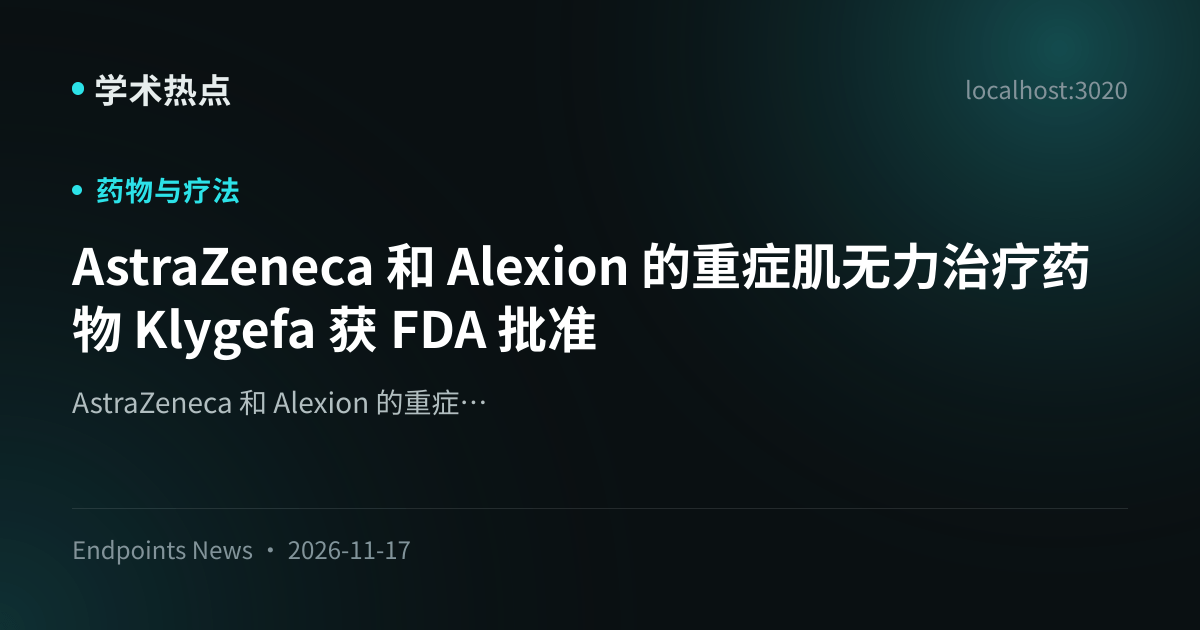 学术热点
localhost:3020
药物与疗法
AstraZeneca 和 Alexion 的重症肌无力治疗药
物 Klygefa 获 FDA 批准
AstraZeneca 和 Alexion 的重症…
Endpoints News · 2026-11-17